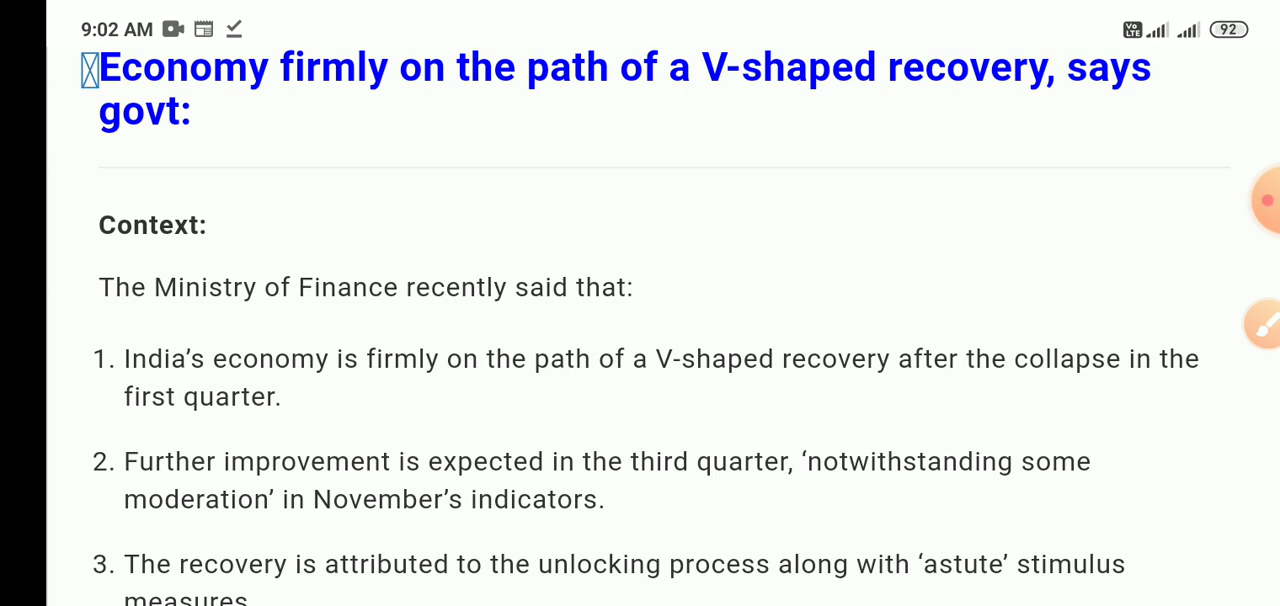 9:02 AM
Vo
LTE
92
Economy firmly on the path of a V-shaped recovery, says
govt:
Context:
The Ministry of Finance recently said that:
1. India’s economy is firmly on the path of a V-shaped recovery after the collapse in the
first quarter.
2. Further improvement is expected in the third quarter, ‘notwithstanding some
moderation’ in November’s indicators.
3. The recovery is attributed to the unlocking process along with ‘astute’ stimulus
measures